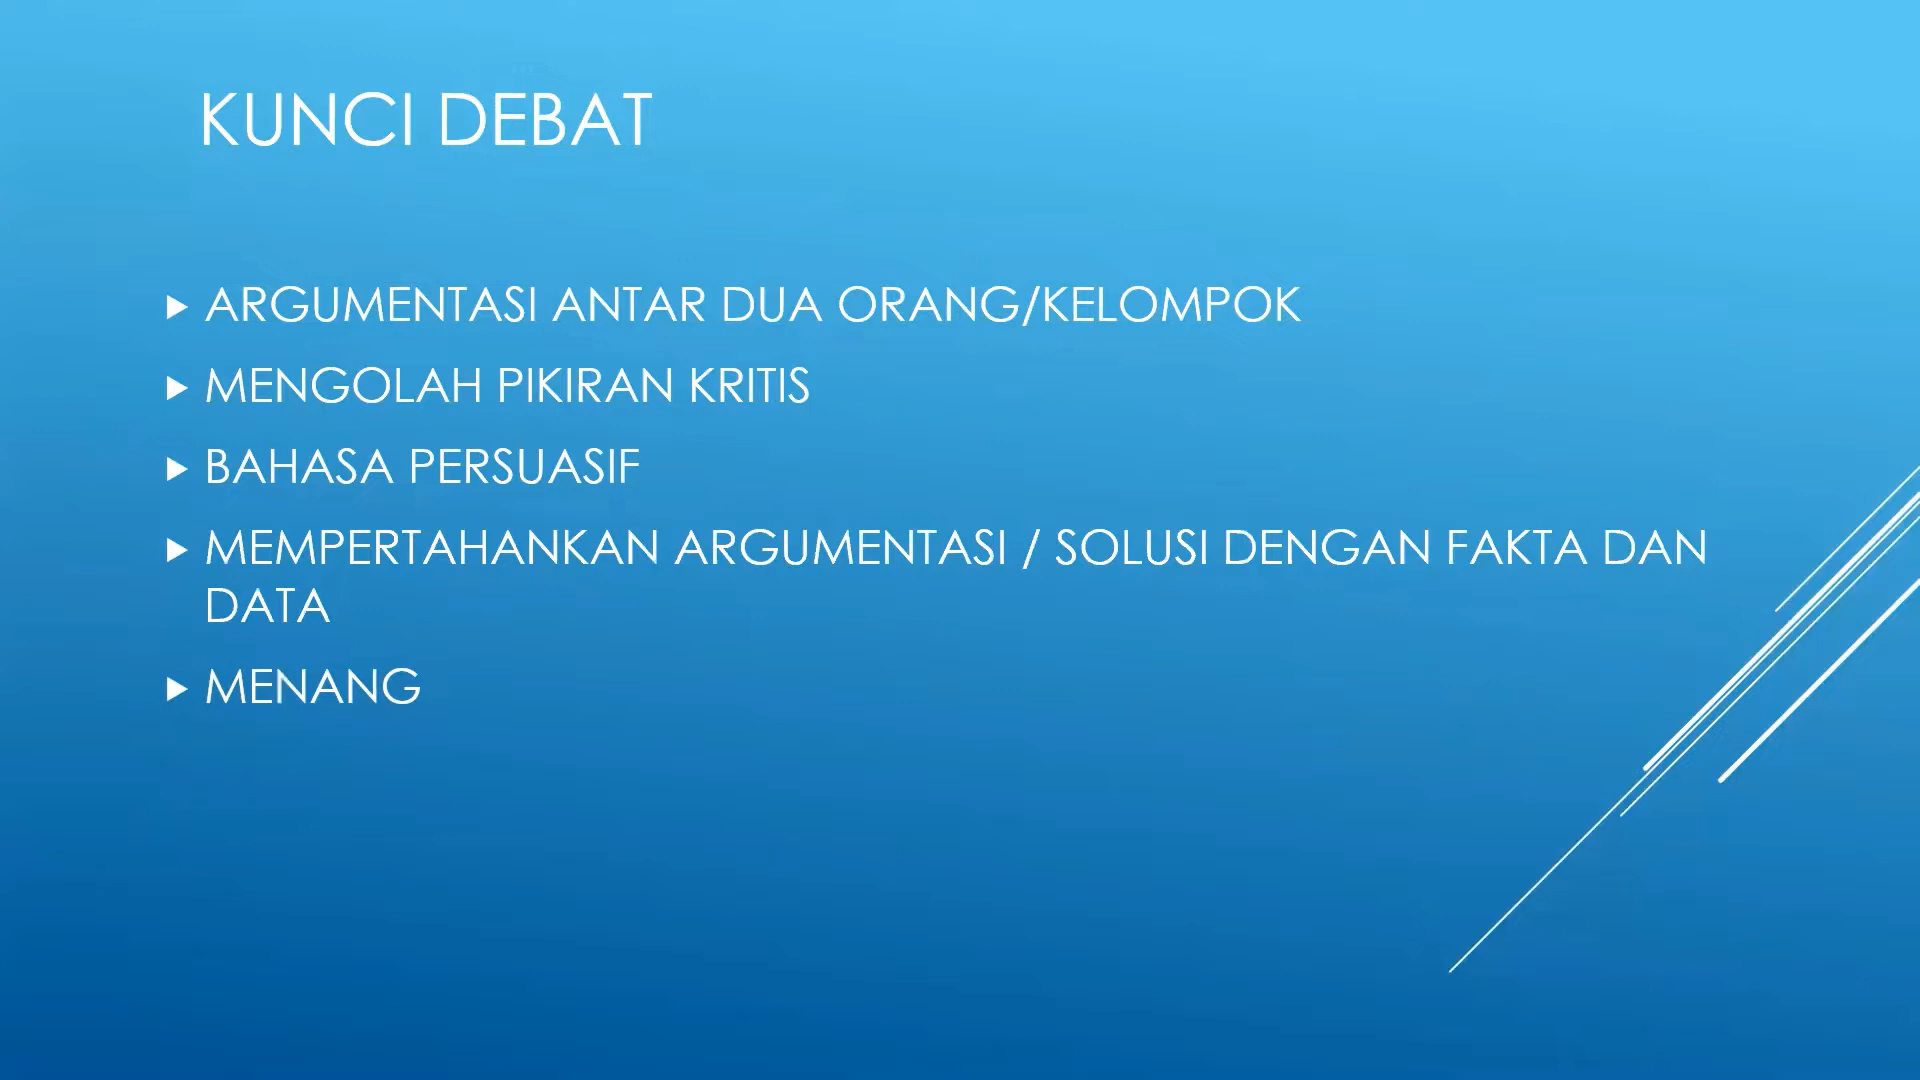 KUNCI DEBAT
ARGUMENTASI ANTAR DUA ORANG/KELOMPOK
MENGOLAH PIKIRAN KRITIS
BAHASA PERSUASIF
MEMPERTAHANKAN ARGUMENTASI / SOLUSI DENGAN FAKTA DAN
DATA
MENANG